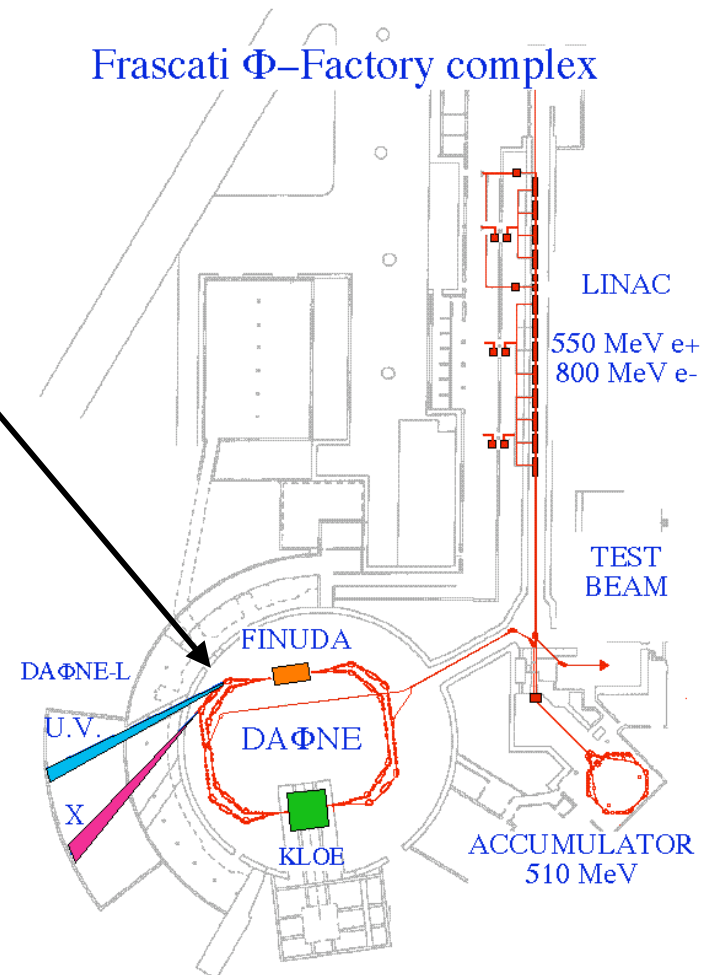 Frascati Φ–Factory complex
LINAC
550 MeV e+
800 MeV e-
TEST
BEAM
FINUDA
DAΦNE-L
U.V.
DAΦNE
X
KLOE
ACCUMULATOR
510 MeV